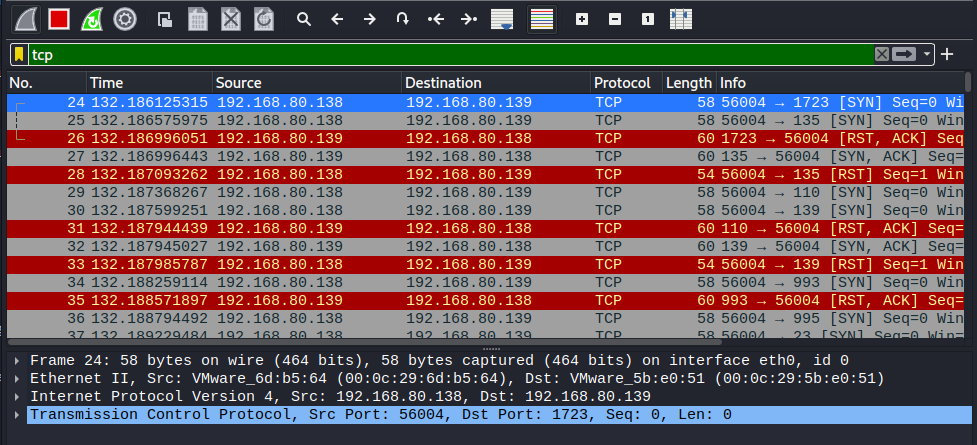 tcp
No. Time Source Destination Protocol Length Info
24 132.186125315 192.168.80.138 192.168.80.139 TCP 58 56004 → 1723 [SYN] Seq=0 Win
25 132.186575975 192.168.80.138 192.168.80.139 TCP 58 56004 → 135 [SYN] Seq=0 Win
26 132.186996051 192.168.80.139 192.168.80.138 TCP 60 1723 → 56004 [RST, ACK] Seq
27 132.186996443 192.168.80.139 192.168.80.138 TCP 60 135 → 56004 [SYN, ACK] Seq=
28 132.187093262 192.168.80.138 192.168.80.139 TCP 54 56004 → 135 [RST] Seq=1 Win
29 132.187368267 192.168.80.138 192.168.80.139 TCP 58 56004 → 110 [SYN] Seq=0 Win
30 132.187599251 192.168.80.138 192.168.80.139 TCP 58 56004 → 139 [SYN] Seq=0 Win
31 132.187944439 192.168.80.139 192.168.80.138 TCP 60 110 → 56004 [RST, ACK] Seq=
32 132.187945027 192.168.80.139 192.168.80.138 TCP 60 139 → 56004 [SYN, ACK] Seq=
33 132.187985787 192.168.80.138 192.168.80.139 TCP 54 56004 → 139 [RST] Seq=1 Win
34 132.188259114 192.168.80.138 192.168.80.139 TCP 58 56004 → 993 [SYN] Seq=0 Win
35 132.188571897 192.168.80.139 192.168.80.138 TCP 60 993 → 56004 [RST, ACK] Seq=
36 132.188794492 192.168.80.138 192.168.80.139 TCP 58 56004 → 995 [SYN] Seq=0 Win
37 132.189229484 192.168.80.138 192.168.80.139 TCP 58 56004 → 23 [SYN] Seq=0 Win=
Frame 24: 58 bytes on wire (464 bits), 58 bytes captured (464 bits) on interface eth0, id 0
Ethernet II, Src: VMware_6d:b5:64 (00:0c:29:6d:b5:64), Dst: VMware_5b:e0:51 (00:0c:29:5b:e0:51)
Internet Protocol Version 4, Src: 192.168.80.138, Dst: 192.168.80.139
Transmission Control Protocol, Src Port: 56004, Dst Port: 1723, Seq: 0, Len: 0